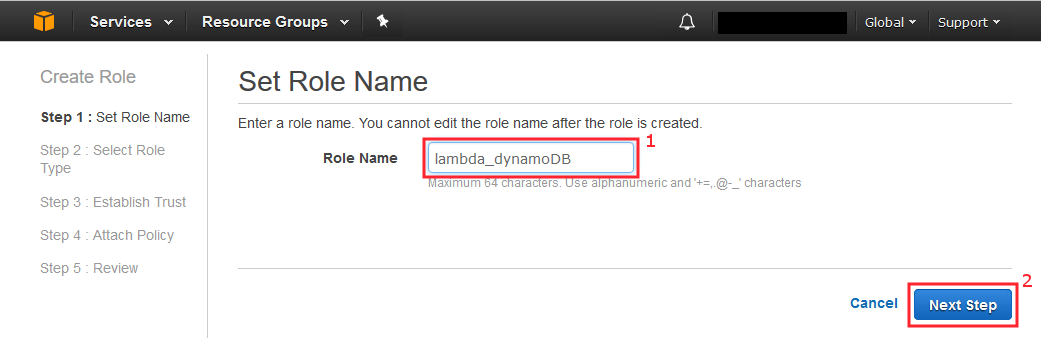 Services Resource Groups Global Support
Create Role
Step 1 : Set Role Name
Step 2 : Select Role
Type
Step 3 : Establish Trust
Step 4 : Attach Policy
Step 5 : Review
Set Role Name
Enter a role name. You cannot edit the role name after the role is created.
1
Role Name lambda_dynamoDB
Maximum 64 characters. Use alphanumeric and '+=,.@-_' characters
2
Cancel Next Step